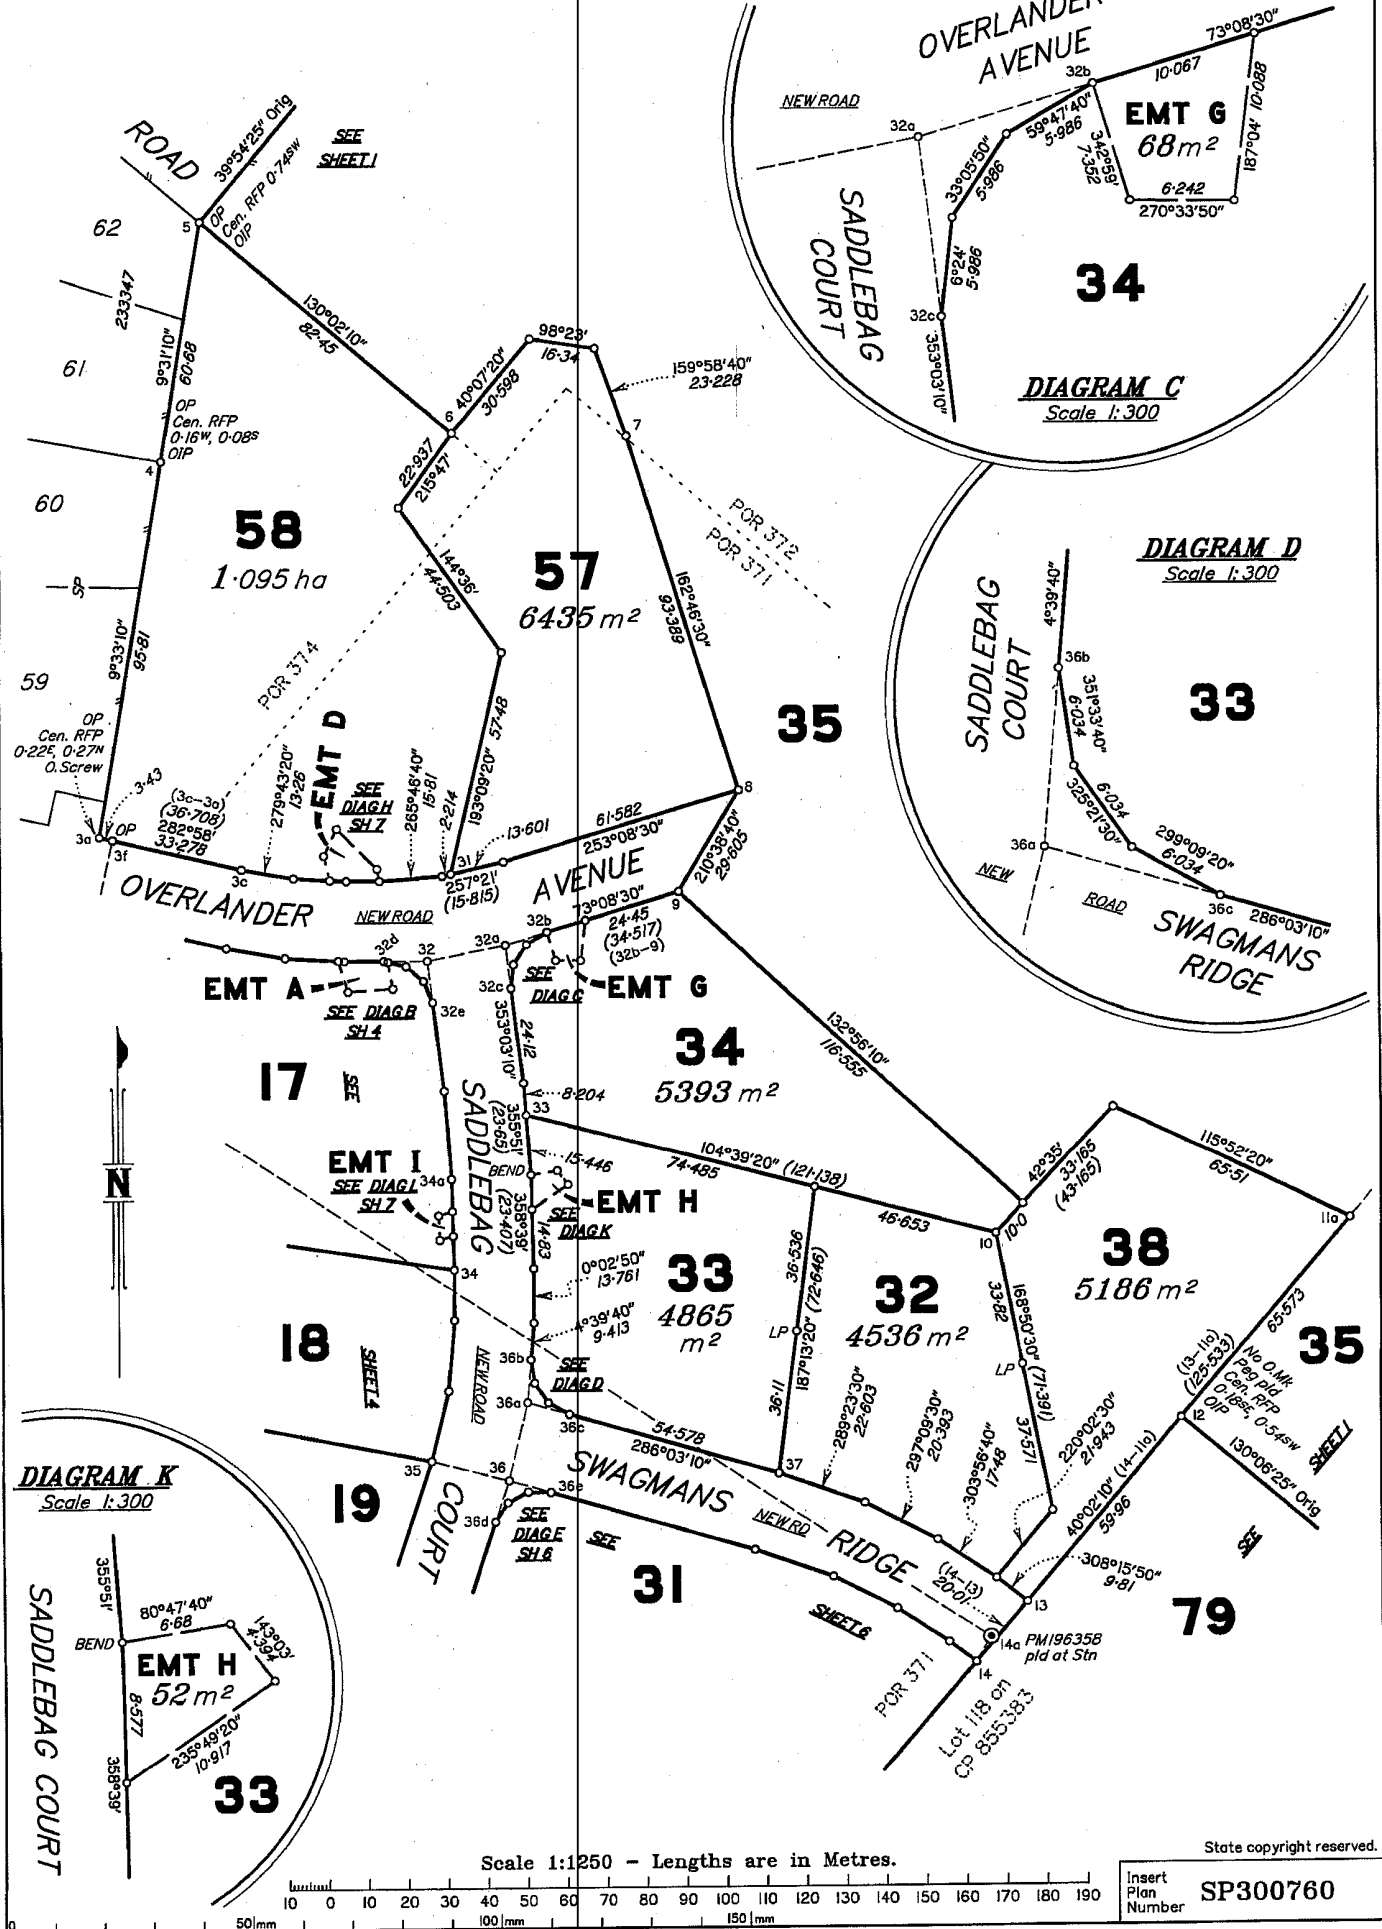 OVERLANDER
AVENUE
73°08'30"
10·067
32b
NEW ROAD
32a
59°47'40"
5·986
EMT G
68m²
342°59'
7·352
187°04' 10·088
33°05'50"
5·986
6·242
270°33'50"
SADDLEBAG
COURT
6°24'
5·986
34
32c
353°03'10"
DIAGRAM C
Scale 1:300
ROAD
39°54'25" Orig
SEE
SHEET 1
62
5
OP
Cen. RFP 0·74SW
OIP
233347
130°02'10"
82·45
61
9°31'10"
60·68
98°23'
16·34
40°07'20"
30·598
159°58'40"
23·228
6
7
OP
Cen. RFP
0·16W, 0·08S
OIP
4
22·937
215°47'
60
58
1·095 ha
57
6435 m²
POR 372
POR 371
144°36'
44·503
162°46'30"
93·389
SP
9°33'10"
95·81
POR 374
59
OP
Cen. RFP
0·22E, 0·27N
O.Screw
EMT D
193°09'20" 57·48
35
3·43
(3c-3a)
(36·708)
282°58'
33·278
279°43'20"
13·26
SEE
DIAG H
SH 7
265°46'40"
15·81
2·214
13·601
61·582
253°08'30"
8
3a
OP
3f
3c
31
257°21'
(15·815)
210°38'40"
29·605
OVERLANDER
AVENUE
NEW ROAD
73°08'30"
24·45
(34·517)
(32b-9)
9
32d
32
32a
32b
EMT A
SEE DIAG B
SH 4
32e
32c
SEE
DIAG C
EMT G
353°03'10"
24·12
132°56'10"
116·555
34
5393 m²
17
SEE
SADDLEBAG
8·204
33
355°51'
(23·65)
15·446
BEND
104°39'20" (121·138)
74·485
42°35'
33·165
(43·165)
115°52'20"
65·51
EMT I
SEE DIAG L
SH 7
34a
358°39'
(23·407)
14·83
EMT H
SEE
DIAG K
46·653
10
10·0
11a
38
5186 m²
34
0°02'50"
13·761
33
4865
m²
36·536
187°13'20" (72·646)
LP
36·11
32
4536 m²
33·82
168°50'30" (71·391)
LP
37·571
65·573
35
18
SHEET 4
NEW ROAD
4°39'40"
9·413
36b
SEE
DIAG D
36a
36c
(13-11a)
(125·533)
No O.Mk
Peg pld
Cen. RFP
0·18SE, 0·54SW
OIP
12
130°06'25" Orig
SHEET 1
SEE
54·578
286°03'10"
37
289°23'30"
22·603
297°09'30"
20·393
303°56'40"
17·48
220°02'30"
21·943
40°02'10" (14-11a)
59·96
35
36
36e
36d
19
COURT
SEE
DIAG E
SH 6
SEE
SWAGMANS
RIDGE
NEW RD
31
SHEET 6
(14-13)
20·01
308°15'50"
9·81
13
14a
PM196358
pld at Stn
14
79
POR 371
Lot 118 on
CP 855383
DIAGRAM D
Scale 1:300
4°39'40"
SADDLEBAG
COURT
36b
351°33'40"
6·034
33
6·034
325°21'30"
36a
NEW
ROAD
299°09'20"
6·034
36c
286°03'10"
SWAGMANS
RIDGE
N
DIAGRAM K
Scale 1:300
355°51'
80°47'40"
6·68
143°03'
4·394
BEND
EMT H
52m²
8·577
235°49'20"
10·917
358°39'
33
SADDLEBAG COURT
Scale 1:1250 - Lengths are in Metres.
10 0 10 20 30 40 50 60 70 80 90 100 110 120 130 140 150 160 170 180 190
0 50 mm 100 mm 150 mm
State copyright reserved.
Insert
Plan
Number
SP300760